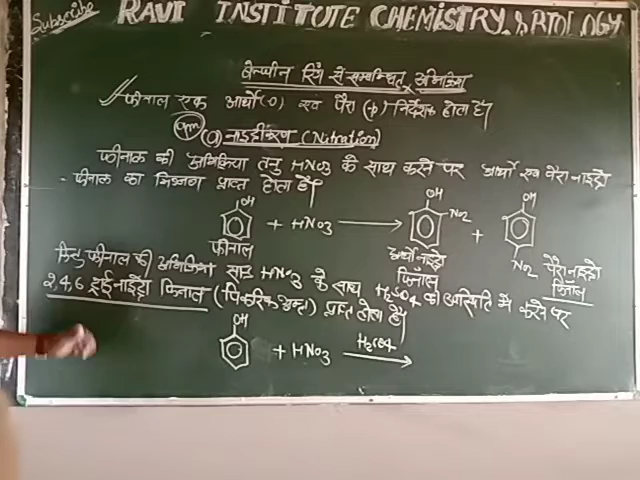 Subscribe
RAVI INSTITUTE CHEMISTRY & BIOLOGY
बेन्जीन रिंग से सम्बन्धित अभिक्रिया
फीनॉल एक आर्थो (O) एवं पैरा (p) निर्देशक होता है।
(a) नाइट्रीकरण (Nitration)
फीनॉल की अभिक्रिया तनु HNO3 के साथ करने पर आर्थो एवं पैरा नाइट्रो
फीनॉल का मिश्रण प्राप्त होता है।
OH OH OH
+ HNO3 → NO2 +
NO2
फीनॉल आर्थो नाइट्रो फिनॉल पैरा नाइट्रो फिनॉल
किन्तु फीनॉल की अभिक्रिया सान्द्र HNO3 के साथ H2SO4 की उपस्थिति में करने पर
2,4,6 ट्राई नाइट्रो फिनॉल (पिकरिक अम्ल) प्राप्त होता है।
OH
+ HNO3 H2SO4 →